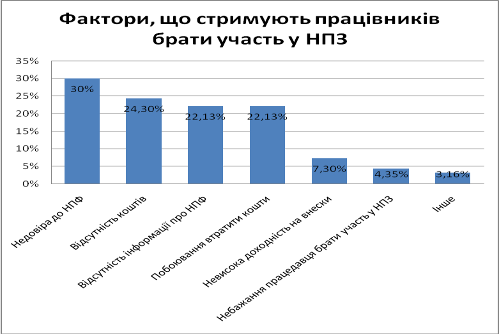 Фактори, що стримують працівників
брати участь у НПЗ
35%
30%
25%
20%
15%
10%
5%
0%
30%
24,30%
22,13%
22,13%
7,30%
4,35%
3,16%
Недовіра до НПФ
Відсутність коштів
Відсутність інформації про НПФ
Побоювання втратити кошти
Невисока доходність на внески
Небажання працедавця брати участь у НПЗ
Інше